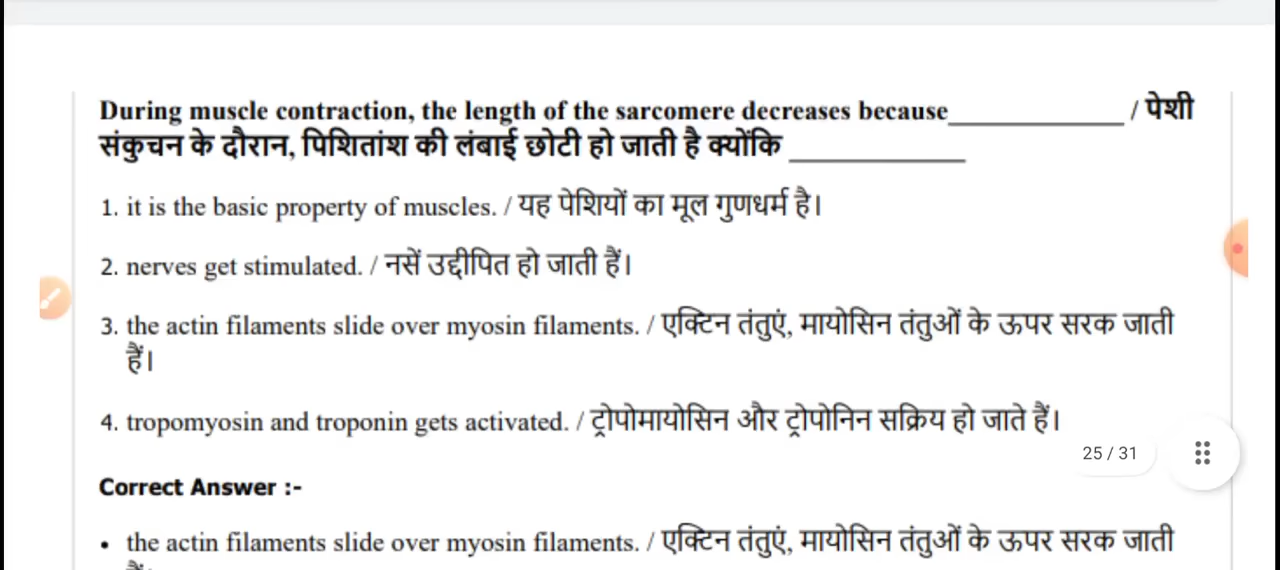 During muscle contraction, the length of the sarcomere decreases because____________ / पेशी
संकुचन के दौरान, पिशितांश की लंबाई छोटी हो जाती है क्योंकि ____________
1. it is the basic property of muscles. / यह पेशियों का मूल गुणधर्म है।
2. nerves get stimulated. / नसें उद्दीपित हो जाती हैं।
3. the actin filaments slide over myosin filaments. / एक्टिन तंतुएं, मायोसिन तंतुओं के ऊपर सरक जाती
हैं।
4. tropomyosin and troponin gets activated. / ट्रोपोमायोसिन और ट्रोपोनिन सक्रिय हो जाते हैं।
25 / 31
Correct Answer :-
• the actin filaments slide over myosin filaments. / एक्टिन तंतुएं, मायोसिन तंतुओं के ऊपर सरक जाती